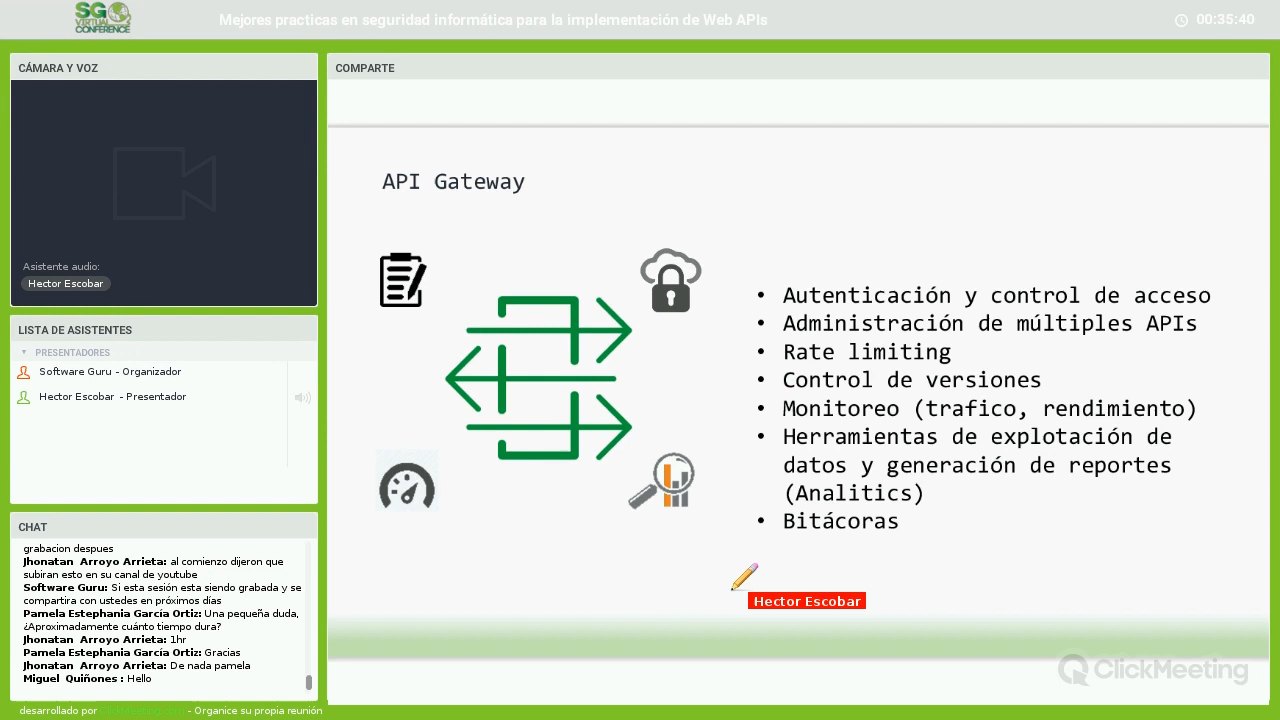 SG
VIRTUAL
CONFERENCE
Mejores practicas en seguridad informática para la implementación de Web APIs
00:35:40
CÁMARA Y VOZ
Asistente audio:
Hector Escobar
LISTA DE ASISTENTES
PRESENTADORES
Software Guru - Organizador
Hector Escobar - Presentador
CHAT
grabacion despues
Jhonatan Arroyo Arrieta: al comienzo dijeron que
subiran esto en su canal de youtube
Software Guru: Si esta sesión esta siendo grabada y se
compartira con ustedes en próximos días
Pamela Estephania García Ortiz: Una pequeña duda,
¿Aproximadamente cuánto tiempo dura?
Jhonatan Arroyo Arrieta: 1hr
Pamela Estephania García Ortiz: Gracias
Jhonatan Arroyo Arrieta: De nada pamela
Miguel Quiñones : Hello
desarrollado por ClickMeeting.com - Organice su propia reunión
COMPARTE
API Gateway
• Autenticación y control de acceso
• Administración de múltiples APIs
• Rate limiting
• Control de versiones
• Monitoreo (trafico, rendimiento)
• Herramientas de explotación de
datos y generación de reportes
(Analitics)
• Bitácoras
Hector Escobar
ClickMeeting